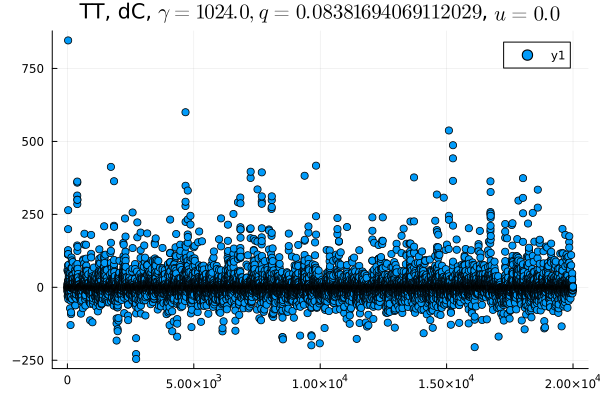 TT, dC, γ = 1024.0, q = 0.08381694069112029, u = 0.0
y1
750
500
250
0
−250
0 5.00×10³ 1.00×10⁴ 1.50×10⁴ 2.00×10⁴